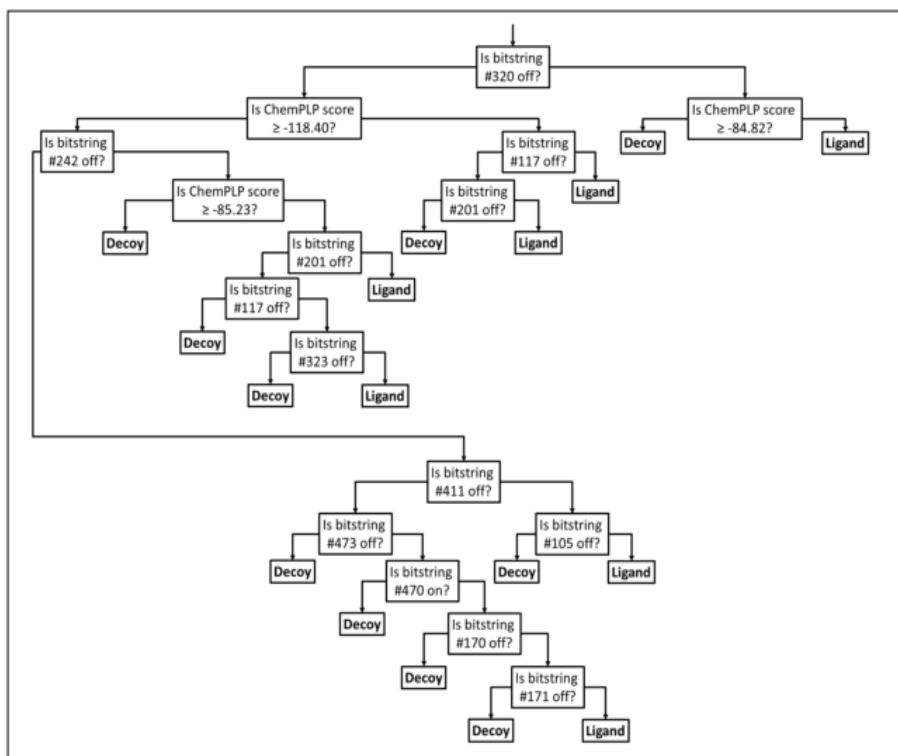 Is bitstring
#320 off?
Is ChemPLP score
≥ -118.40?
Is ChemPLP score
≥ -84.82?
Is bitstring
#242 off?
Is bitstring
#117 off?
Decoy
Ligand
Is ChemPLP score
≥ -85.23?
Is bitstring
#201 off?
Ligand
Decoy
Is bitstring
#201 off?
Decoy
Ligand
Is bitstring
#117 off?
Ligand
Decoy
Is bitstring
#323 off?
Decoy
Ligand
Is bitstring
#411 off?
Is bitstring
#473 off?
Is bitstring
#105 off?
Decoy
Is bitstring
#470 on?
Decoy
Ligand
Decoy
Is bitstring
#170 off?
Decoy
Is bitstring
#171 off?
Decoy
Ligand